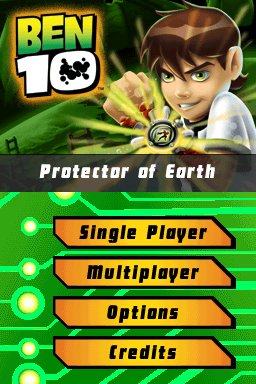 BEN
10
Protector of Earth
Single Player
Multiplayer
Options
Credits